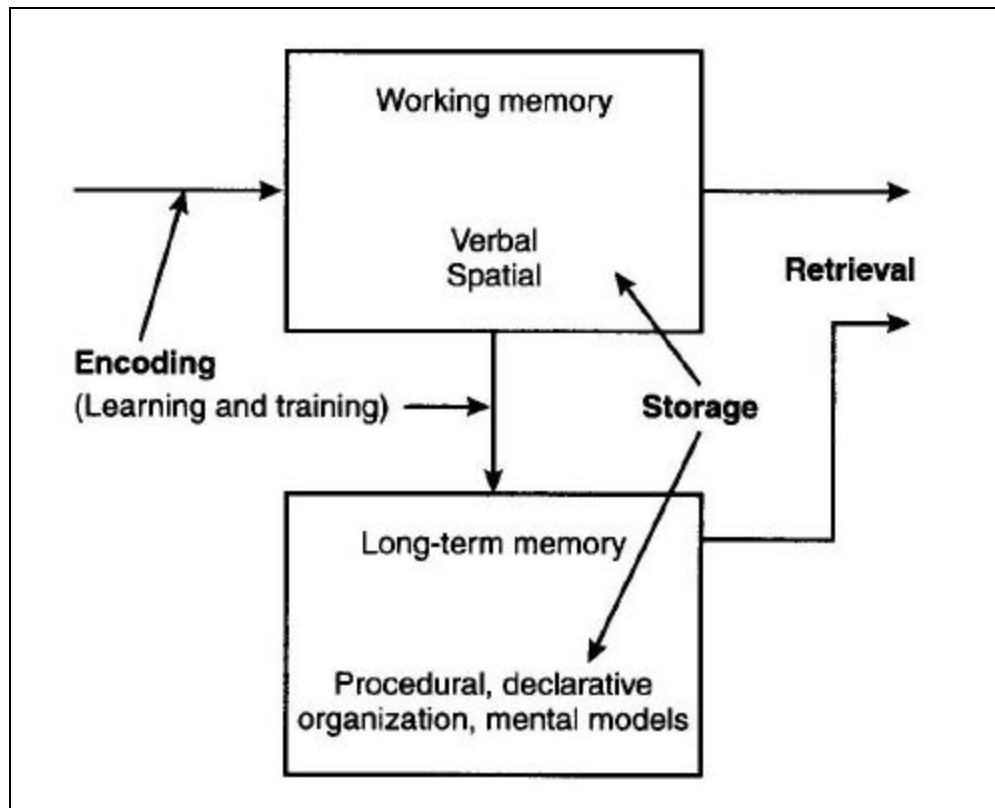 Working memory
Verbal
Spatial
Retrieval
Encoding
(Learning and training)
Storage
Long-term memory
Procedural, declarative
organization, mental models